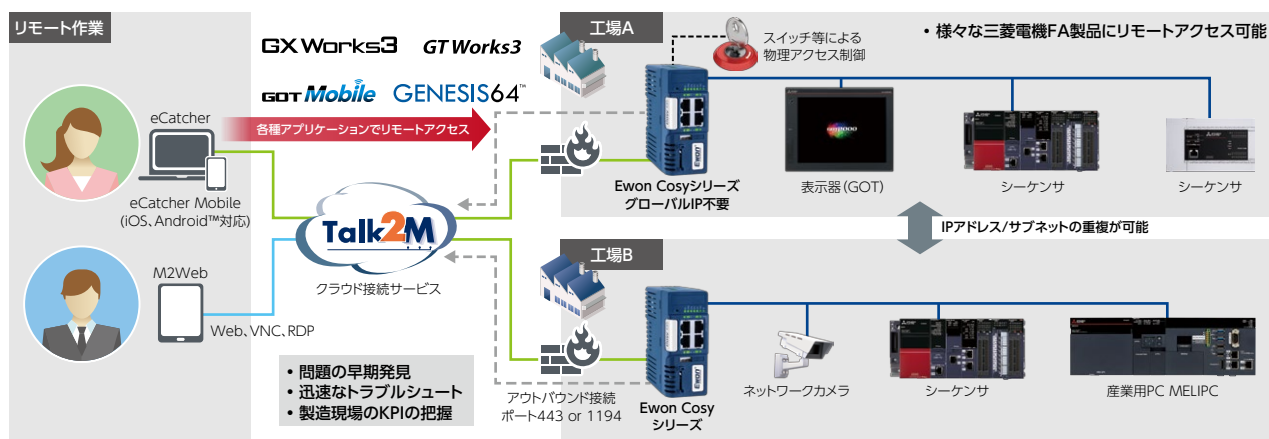 リモート作業
eCatcher
eCatcher Mobile
(iOS、Android™対応)
M2Web
Web、VNC、RDP
GX Works3
GT Works3
GOT Mobile
GENESIS64™
各種アプリケーションでリモートアクセス
Talk2M
クラウド接続サービス
• 問題の早期発見
• 迅速なトラブルシュート
• 製造現場のKPIの把握
アウトバウンド接続
ポート443 or 1194
工場A
スイッチ等による
物理アクセス制御
• 様々な三菱電機FA製品にリモートアクセス可能
Ewon
Ewon Cosyシリーズ
グローバルIP不要
表示器(GOT)
シーケンサ
シーケンサ
IPアドレス/サブネットの重複が可能
工場B
Ewon
Ewon Cosy
シリーズ
ネットワークカメラ
シーケンサ
産業用PC MELIPC